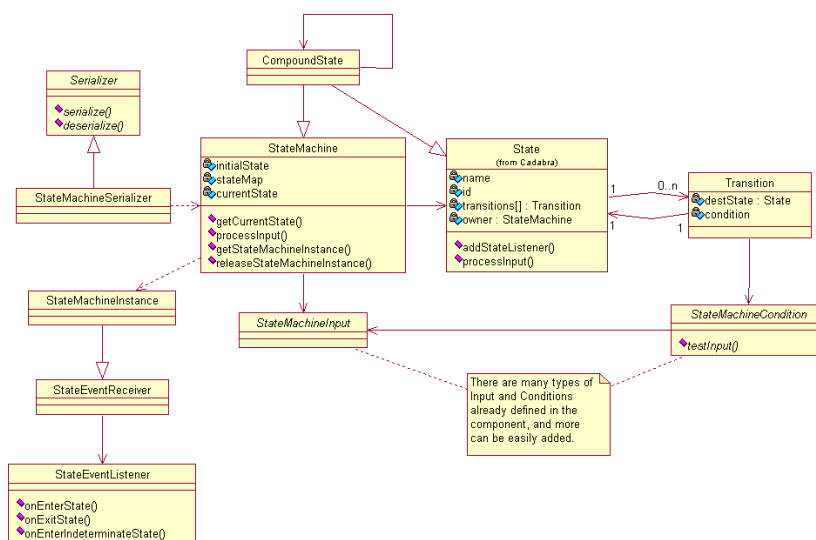 CompoundState
Serializer
serialize()
deserialize()
StateMachine
initialState
stateMap
currentState
getCurrentState()
processInput()
getStateMachineInstance()
releaseStateMachineInstance()
State
(from Cadabra)
name
id
transitions[] : Transition
owner : StateMachine
addStateListener()
processInput()
1
0..n
1
1
Transition
destState : State
condition
StateMachineSerializer
StateMachineInstance
StateMachineInput
StateMachineCondition
testInput()
StateEventReceiver
There are many types of
Input and Conditions
already defined in the
component, and more
can be easily added.
StateEventListener
onEnterState()
onExitState()
onEnterIndeterminateState()